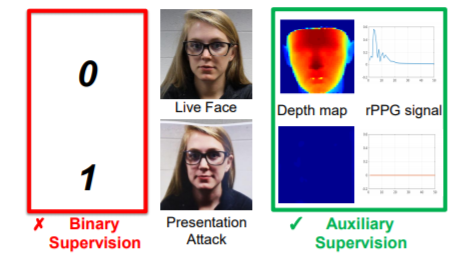 0
Live Face
Depth map
rPPG signal
1
✗ Binary
Supervision
Presentation
Attack
✓ Auxiliary
Supervision